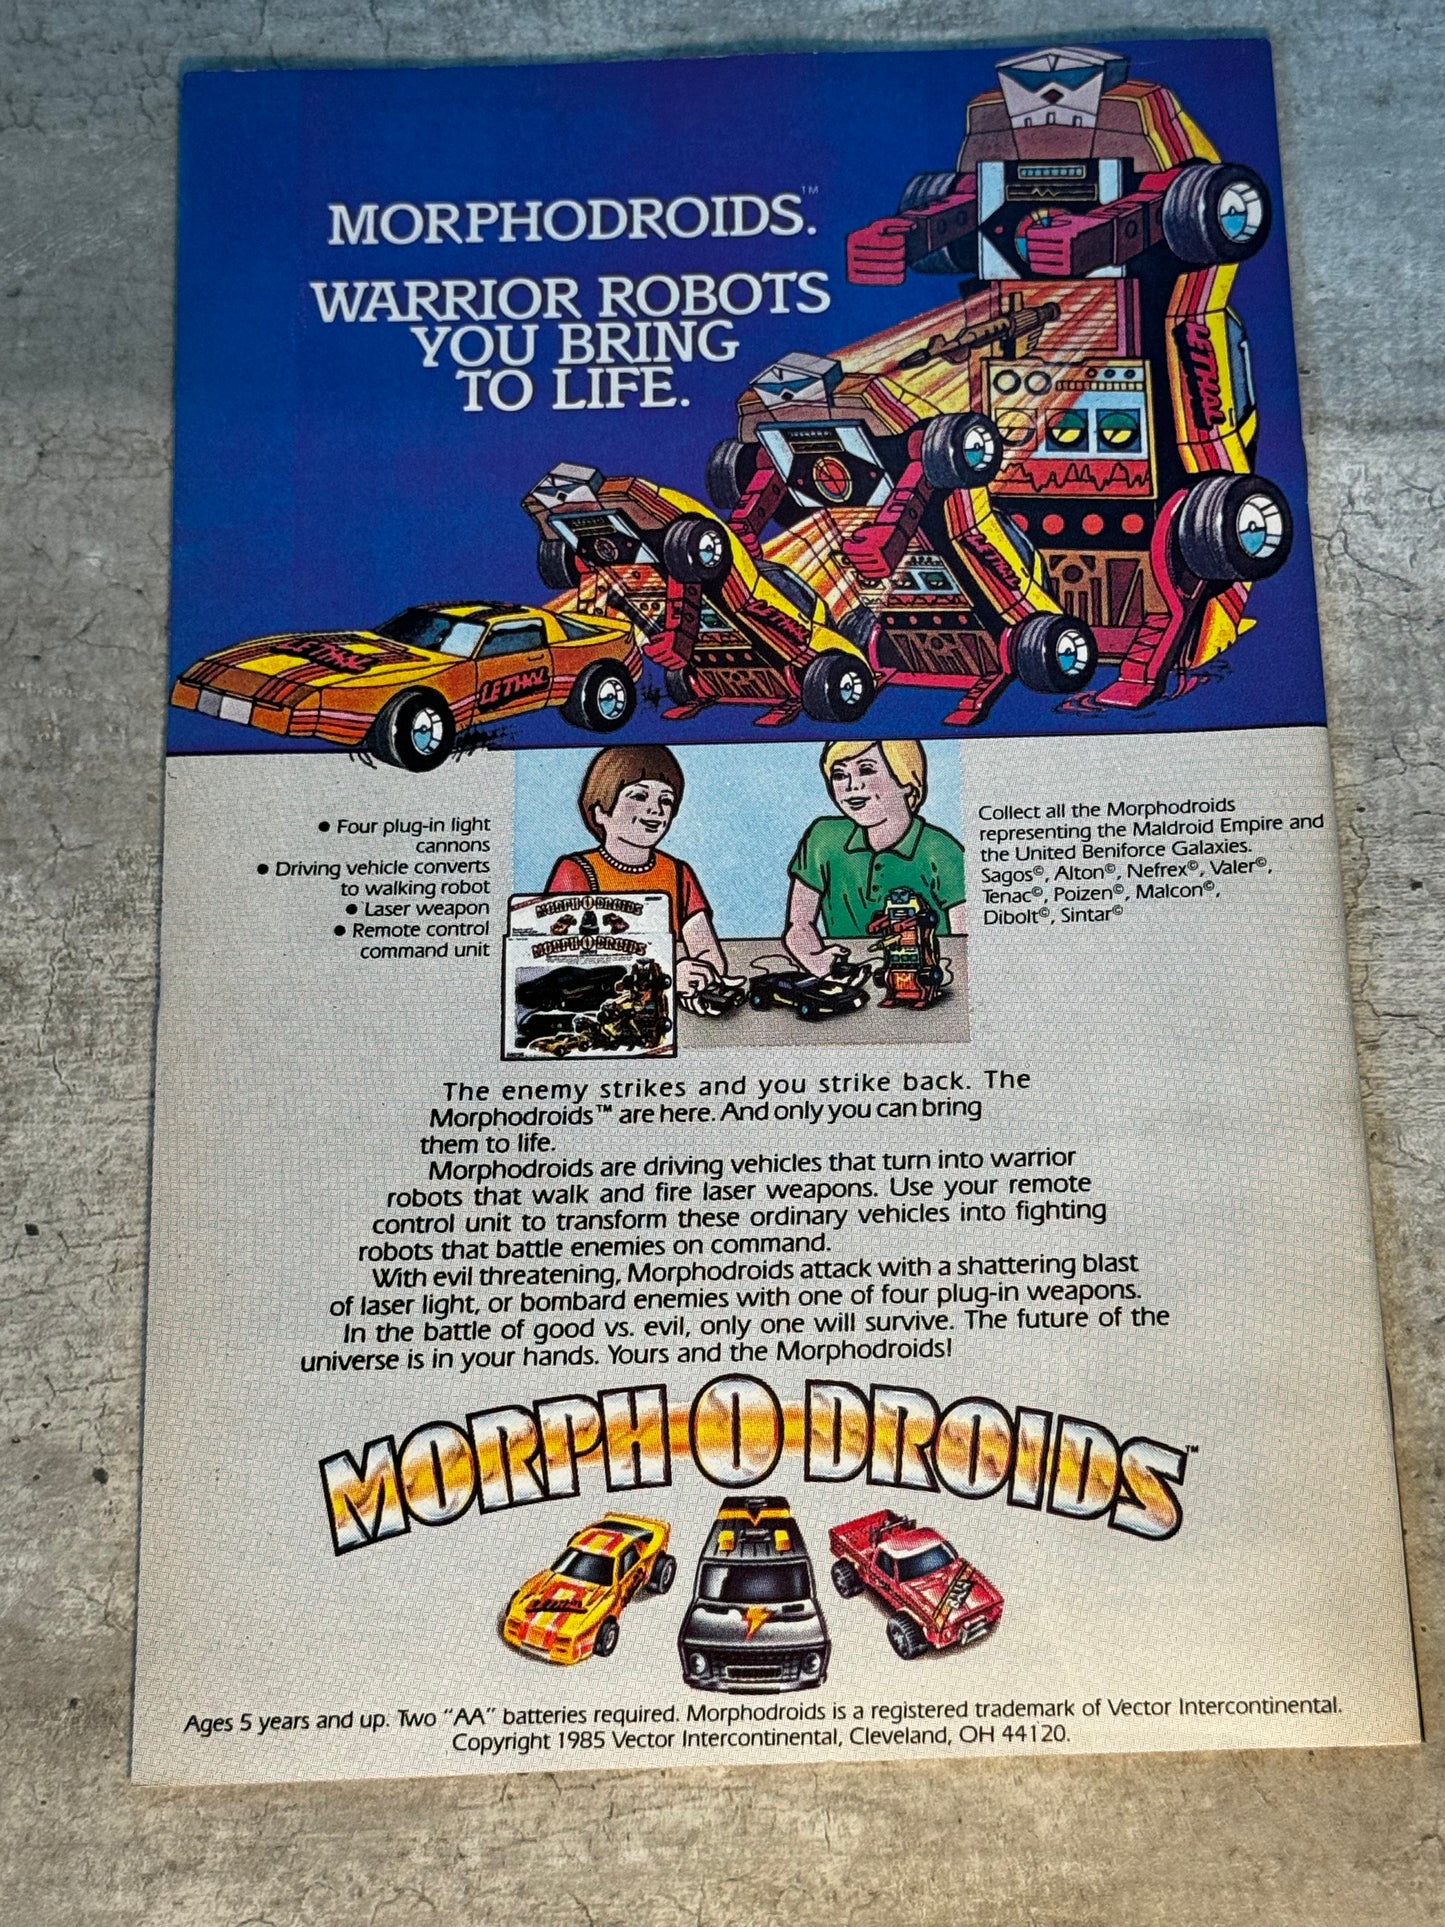 MORPHODROIDS.™
WARRIOR ROBOTS
YOU BRING
TO LIFE.
LETHAL
LETHAL
LETHAL
LETHAL
LETHAL
● Four plug-in light
cannons
● Driving vehicle converts
to walking robot
● Laser weapon
● Remote control
command unit
MORPH-O-DROIDS
MORPH-O-DROIDS
Collect all the Morphodroids
representing the Maldroid Empire and
the United Beniforce Galaxies.
Sagos©, Alton©, Nefrex©, Valer©,
Tenac©, Poizen©, Malcon©,
Dibolt©, Sintar©
The enemy strikes and you strike back. The
Morphodroids™ are here. And only you can bring
them to life.
Morphodroids are driving vehicles that turn into warrior
robots that walk and fire laser weapons. Use your remote
control unit to transform these ordinary vehicles into fighting
robots that battle enemies on command.
With evil threatening, Morphodroids attack with a shattering blast
of laser light, or bombard enemies with one of four plug-in weapons.
In the battle of good vs. evil, only one will survive. The future of the
universe is in your hands. Yours and the Morphodroids!
MORPH-O-DROIDS™
Ages 5 years and up. Two “AA” batteries required. Morphodroids is a registered trademark of Vector Intercontinental.
Copyright 1985 Vector Intercontinental, Cleveland, OH 44120.